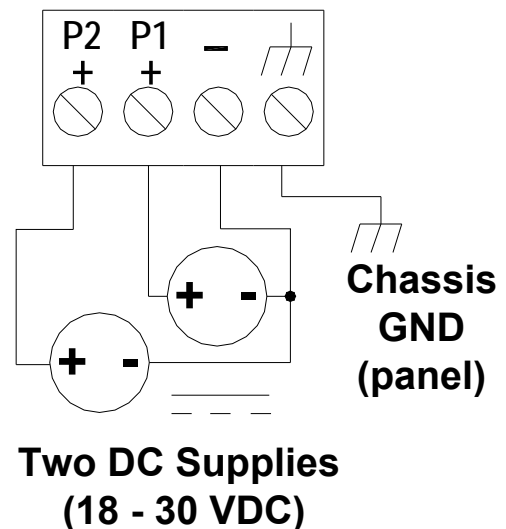 P2 P1 -
+ +
+ -
+ -
Chassis
GND
(panel)
Two DC Supplies
(18 - 30 VDC)